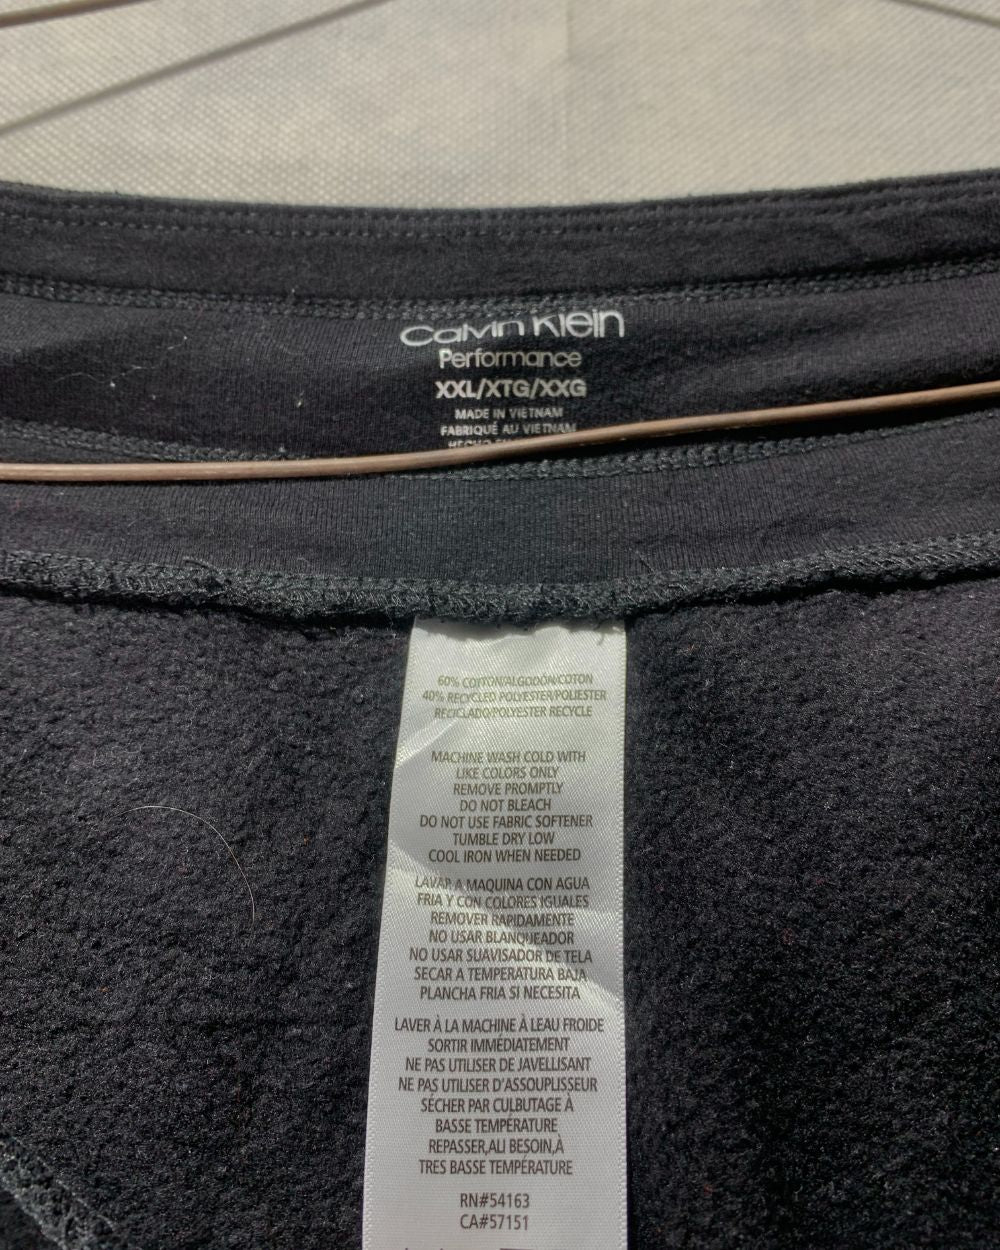 Calvin Klein
Performance
XXL/XTG/XXG
MADE IN VIETNAM
FABRIQUÉ AU VIETNAM
HECHO
60% COTTON/ALGODÓN/COTON
40% RECYCLED POLYESTER/POLIESTER
RECICLADO/POLYESTER RECYCLE
MACHINE WASH COLD WITH
LIKE COLORS ONLY
REMOVE PROMPTLY
DO NOT BLEACH
DO NOT USE FABRIC SOFTENER
TUMBLE DRY LOW
COOL IRON WHEN NEEDED
LAVAR A MAQUINA CON AGUA
FRIA Y CON COLORES IGUALES
REMOVER RAPIDAMENTE
NO USAR BLANQUEADOR
NO USAR SUAVISADOR DE TELA
SECAR A TEMPERATURA BAJA
PLANCHA FRIA SI NECESITA
LAVER À LA MACHINE À LEAU FROIDE
SORTIR IMMÉDIATEMENT
NE PAS UTILISER DE JAVELLISANT
NE PAS UTILISER D'ASSOUPLISSEUR
SÉCHER PAR CULBUTAGE À
BASSE TEMPÉRATURE
REPASSER,AU BESOIN,À
TRES BASSE TEMPÉRATURE
RN#54163
CA#57151